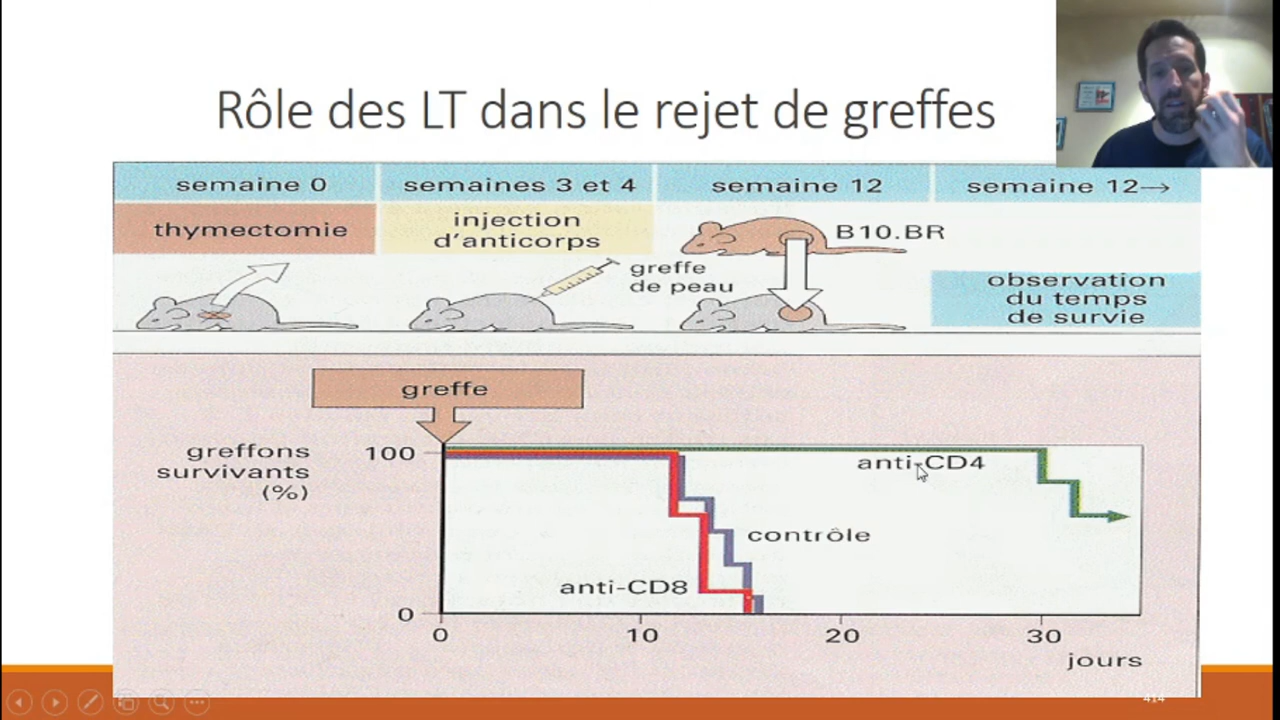 Rôle des LT dans le rejet de greffes
semaine 0
semaines 3 et 4
semaine 12
semaine 12→
thymectomie
injection
d'anticorps
B10.BR
greffe
de peau
observation
du temps
de survie
greffe
greffons
survivants
(%)
100
0
anti-CD4
contrôle
anti-CD8
0
10
20
30
jours
414